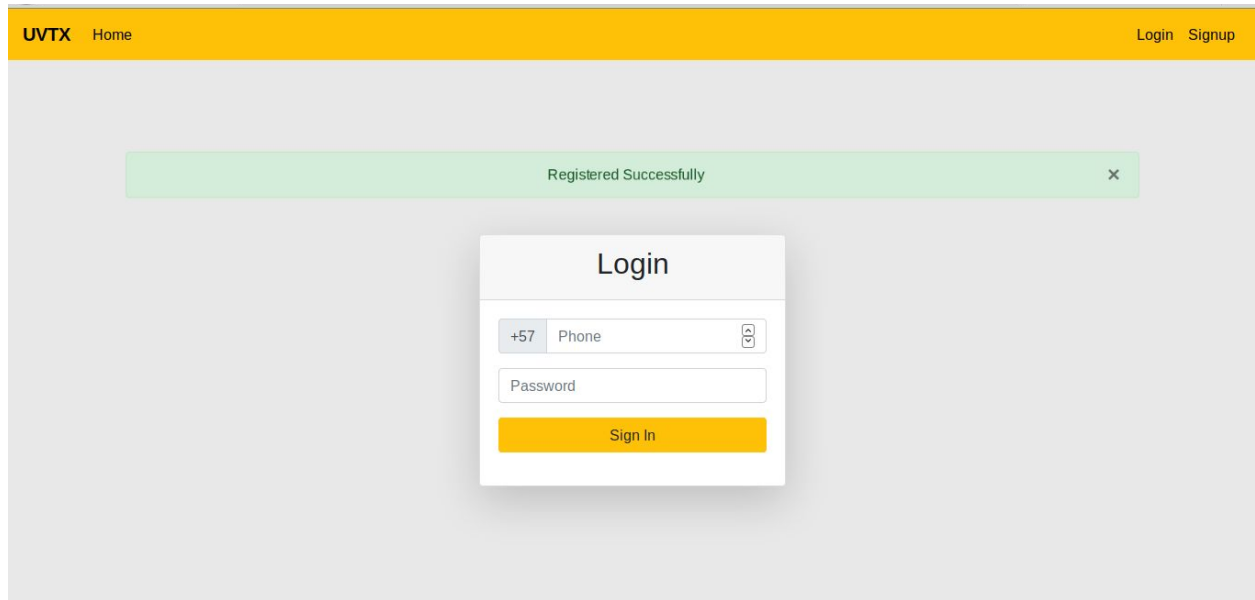 UVTX Home Login Signup
Registered Successfully ×
Login
+57 Phone
Password
Sign In